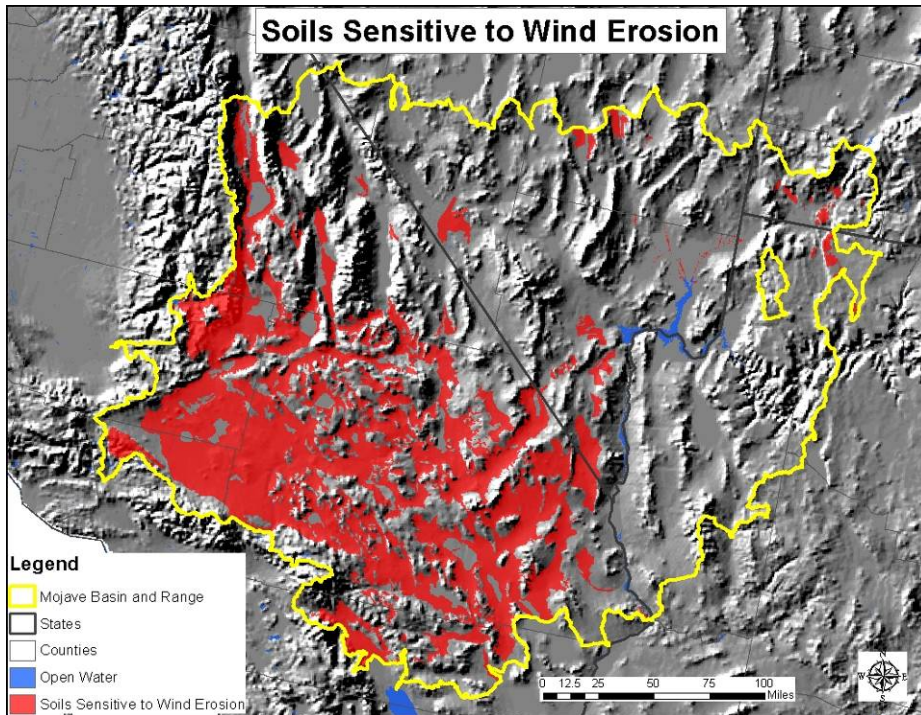 Soils Sensitive to Wind Erosion
Legend
Mojave Basin and Range
States
Counties
Open Water
Soils Sensitive to Wind Erosion
0 12.5 25 50 75 100
Miles
N
W E
S